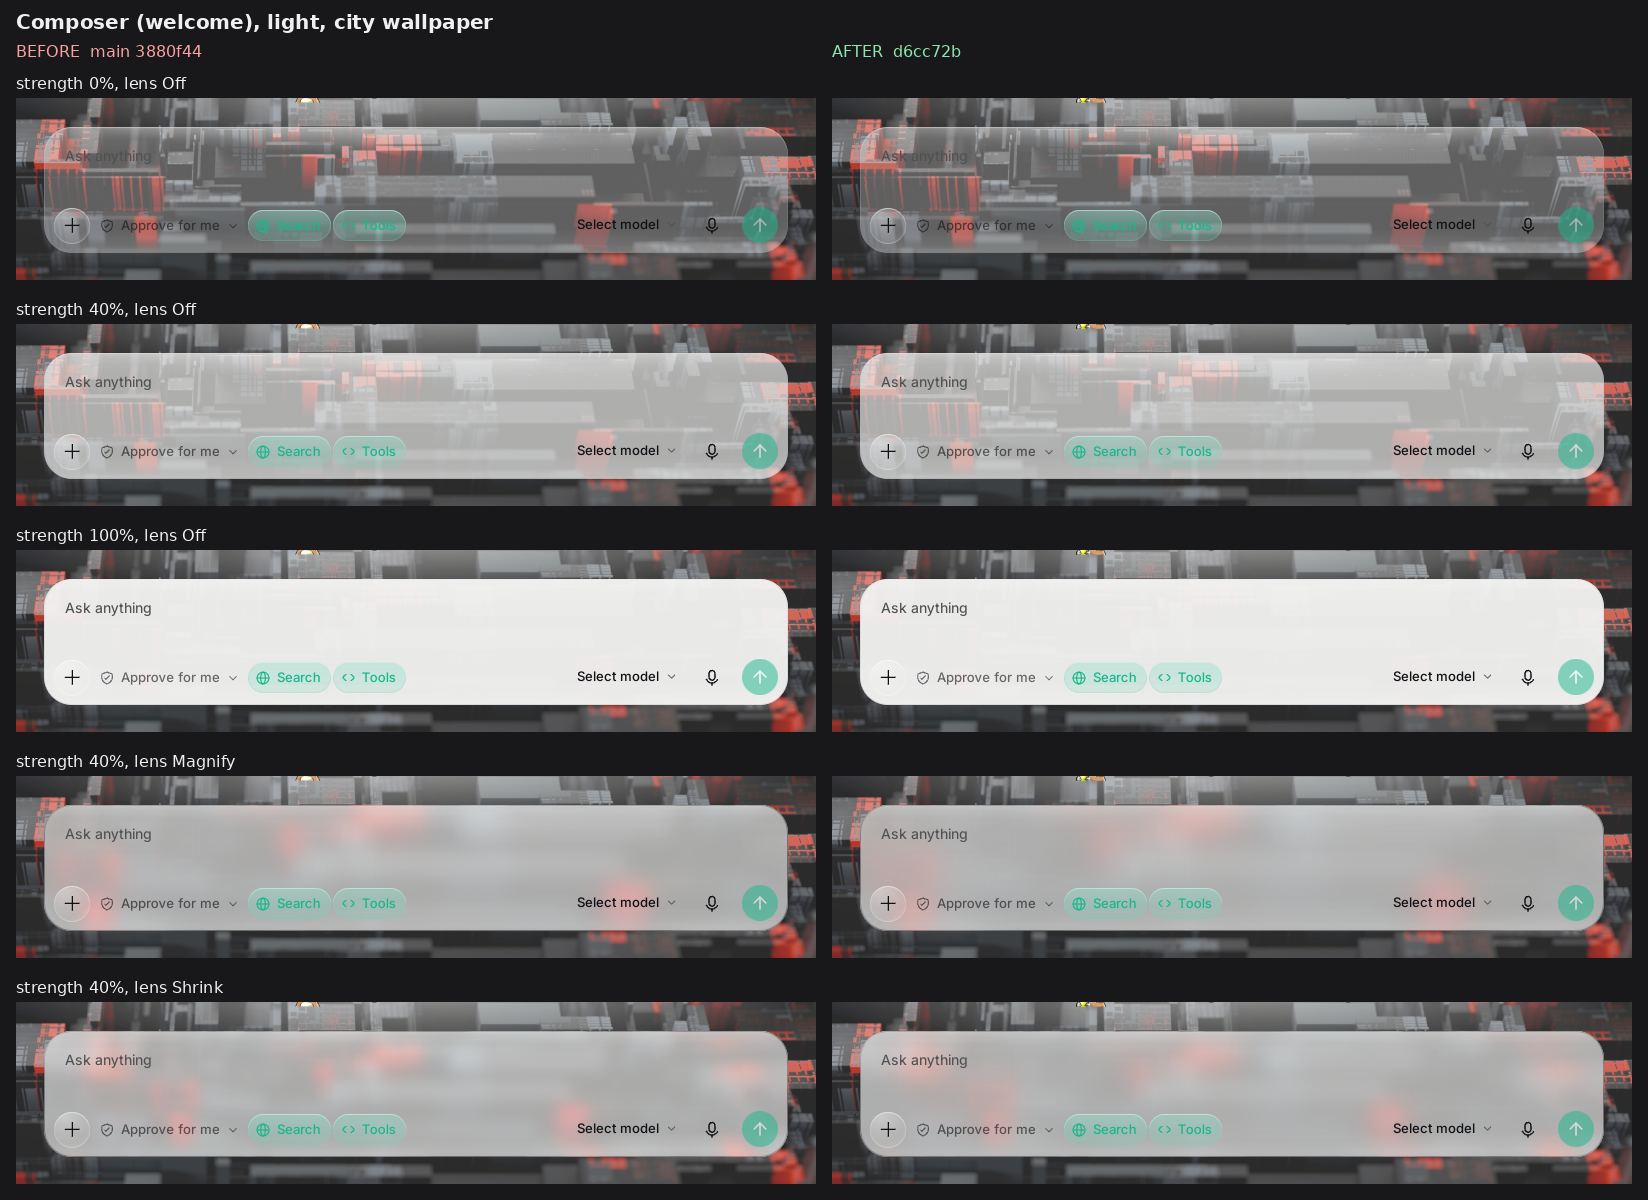 Composer (welcome), light, city wallpaper
BEFORE main 3880f44
AFTER d6cc72b
strength 0%, lens Off
Ask anything
Approve for me
Search
Tools
Select model
Ask anything
Approve for me
Search
Tools
Select model
strength 40%, lens Off
Ask anything
Approve for me
Search
Tools
Select model
Ask anything
Approve for me
Search
Tools
Select model
strength 100%, lens Off
Ask anything
Approve for me
Search
Tools
Select model
Ask anything
Approve for me
Search
Tools
Select model
strength 40%, lens Magnify
Ask anything
Approve for me
Search
Tools
Select model
Ask anything
Approve for me
Search
Tools
Select model
strength 40%, lens Shrink
Ask anything
Approve for me
Search
Tools
Select model
Ask anything
Approve for me
Search
Tools
Select model